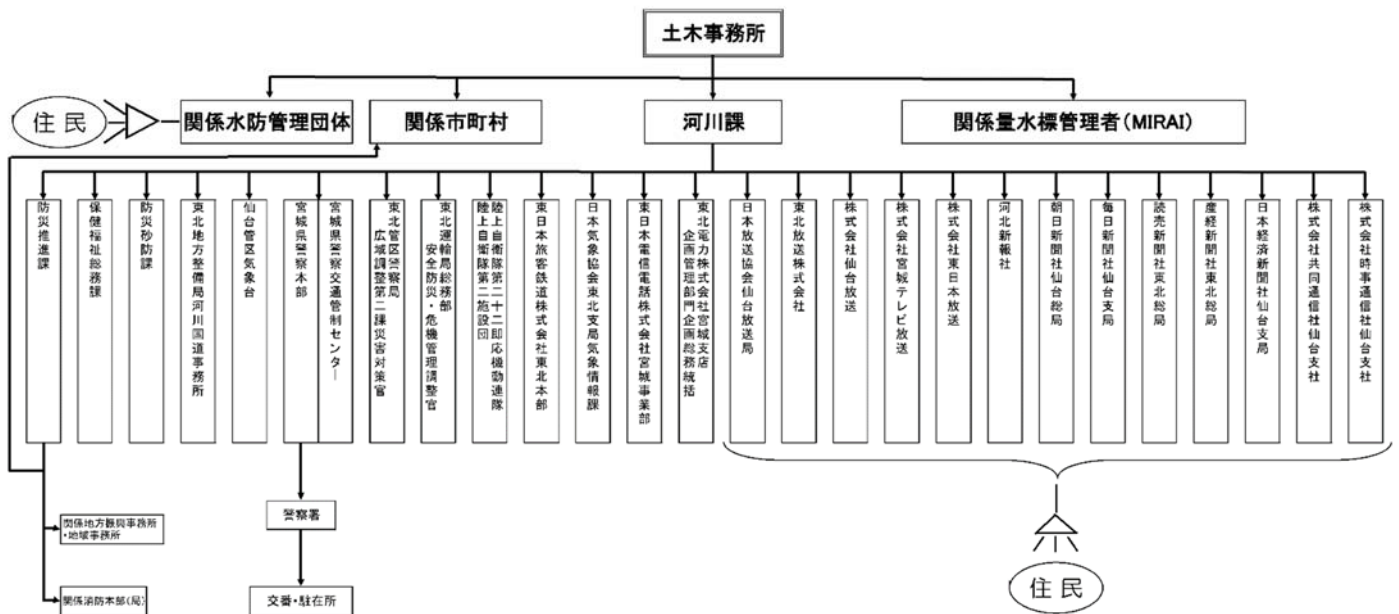 土木事務所
住民
関係水防管理団体
関係市町村
河川課
関係量水標管理者(MIRAI)
防災推進課
保健福祉総務課
防災砂防課
東北地方整備局河川国道事務所
仙台管区気象台
宮城県警察本部
宮城県警察交通管制センター
東北管区警察局
広域調整第二課災害対策官
東北運輸局総務部
安全防災・危機管理調整官
陸上自衛隊第二十二即応機動連隊
陸上自衛隊第二施設団
東日本旅客鉄道株式会社東北本部
日本気象協会東北支局気象情報課
東日本電信電話株式会社宮城事業部
東北電力株式会社宮城支店
企画管理部門企画総務統括
日本放送協会仙台放送局
東北放送株式会社
株式会社仙台放送
株式会社宮城テレビ放送
株式会社東日本放送
河北新報社
朝日新聞社仙台総局
毎日新聞社仙台支局
読売新聞社東北総局
産経新聞社東北総局
日本経済新聞社仙台支局
株式会社共同通信社仙台支社
株式会社時事通信社仙台支社
関係地方振興事務所
・地域事務所
警察署
関係消防本部(局)
交番・駐在所
住民